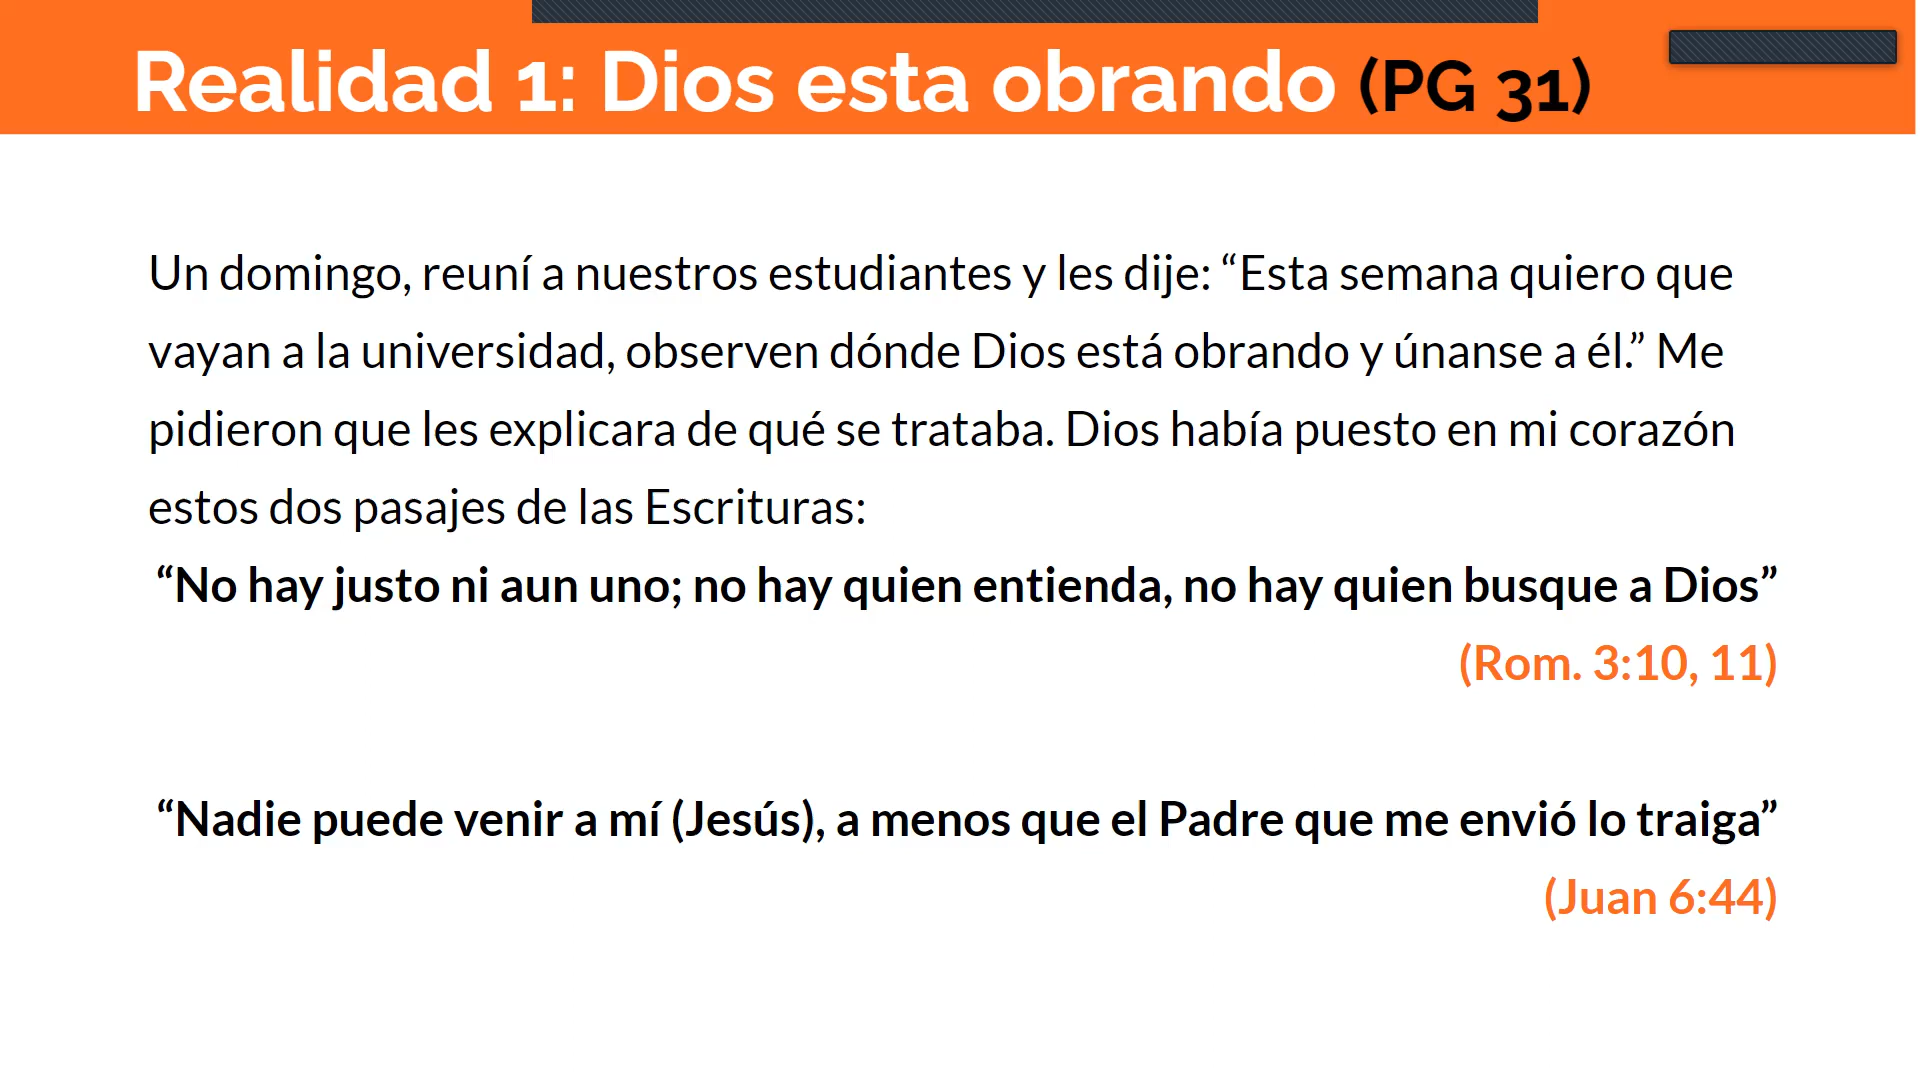 Realidad 1: Dios esta obrando (PG 31)
Un domingo, reuní a nuestros estudiantes y les dije: “Esta semana quiero que
vayan a la universidad, observen dónde Dios está obrando y únanse a él.” Me
pidieron que les explicara de qué se trataba. Dios había puesto en mi corazón
estos dos pasajes de las Escrituras:
“No hay justo ni aun uno; no hay quien entienda, no hay quien busque a Dios”
(Rom. 3:10, 11)
“Nadie puede venir a mí (Jesús), a menos que el Padre que me envió lo traiga”
(Juan 6:44)